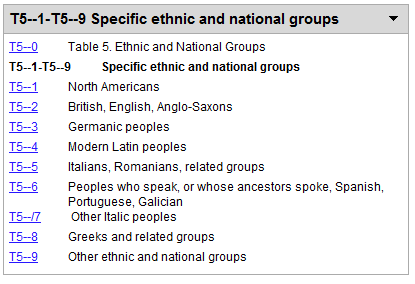 T5--1-T5--9 Specific ethnic and national groups
T5--0 Table 5. Ethnic and National Groups
T5--1-T5--9 Specific ethnic and national groups
T5--1 North Americans
T5--2 British, English, Anglo-Saxons
T5--3 Germanic peoples
T5--4 Modern Latin peoples
T5--5 Italians, Romanians, related groups
T5--6 Peoples who speak, or whose ancestors spoke, Spanish,
Portuguese, Galician
T5--/7 Other Italic peoples
T5--8 Greeks and related groups
T5--9 Other ethnic and national groups